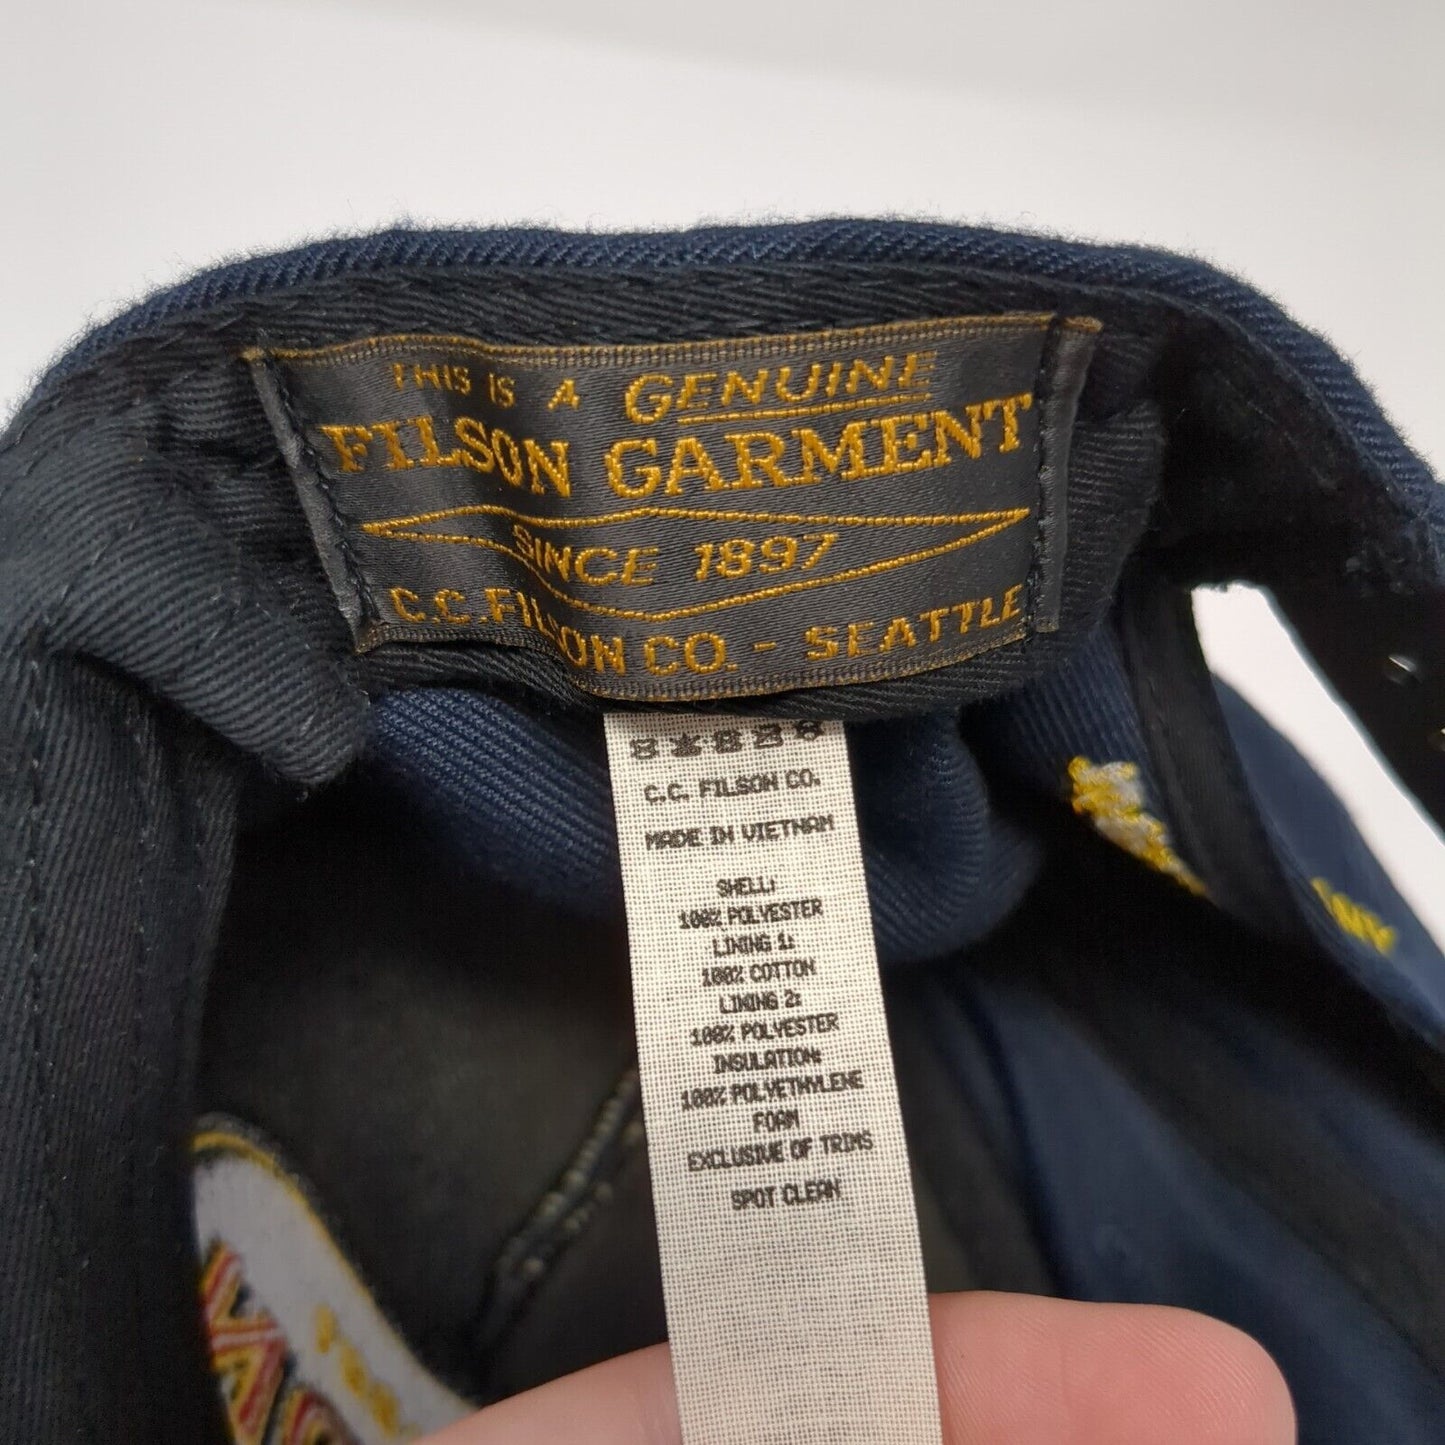 THIS IS A GENUINE
FILSON GARMENT
SINCE 1897
C.C. FILSON CO. - SEATTLE
C.C. FILSON CO.
MADE IN VIETNAM
SHELL:
100% POLYESTER
LINING 1:
100% COTTON
LINING 2:
100% POLYESTER
INSULATION:
100% POLYETHYLENE
FOAM
EXCLUSIVE OF TRIMS
SPOT CLEAN